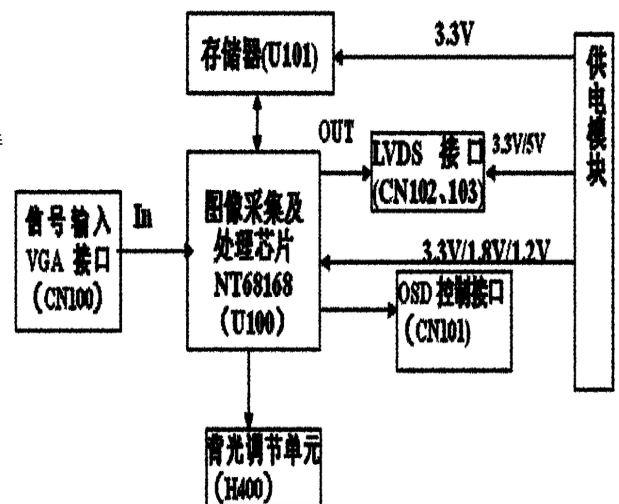 存储器(U101)
3.3V
供电模块
OUT
LVDS 接口
(CN102、103)
3.3V/5V
信号输入
VGA 接口
(CN100)
In
图像采集及
处理芯片
NT68168
(U100)
3.3V/1.8V/1.2V
OSD 控制接口
(CN101)
背光调节单元
(H400)